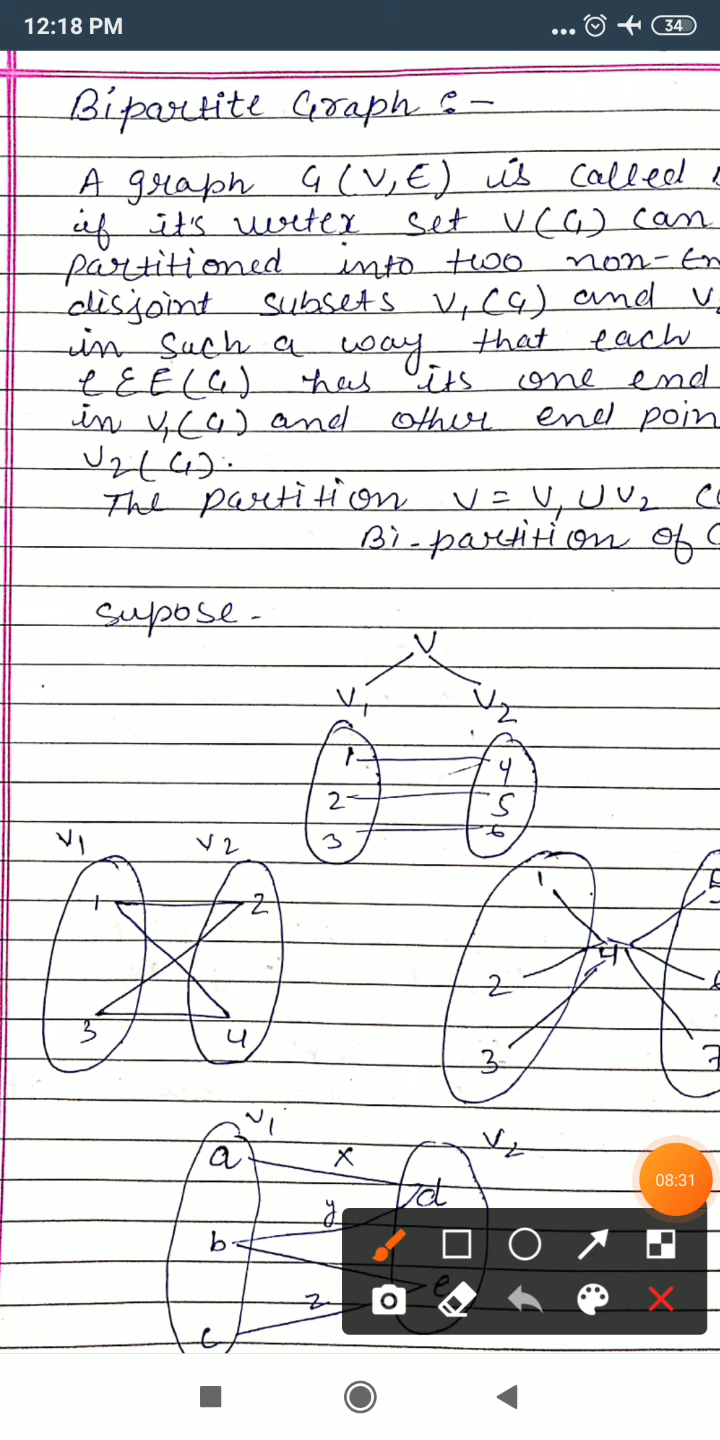 12:18 PM
34
Bipartite Graph :-
A graph G(V,E) is called
if it's vertex set V(G) can
partitioned into two non-Em
disjoint subsets V1(G) and V
in such a way that each
e E E(G) has its one end
in V1(G) and other end poin
V2(G).
The partition V = V1 U V2
Bi-partition of G
Supose -
V
V1 V2
1 4
2 5
3 6
V1 V2
1 2
3 4
1 5
2 4 6
3 7
V1 V2
a x d
y
b e
z
c
08:31